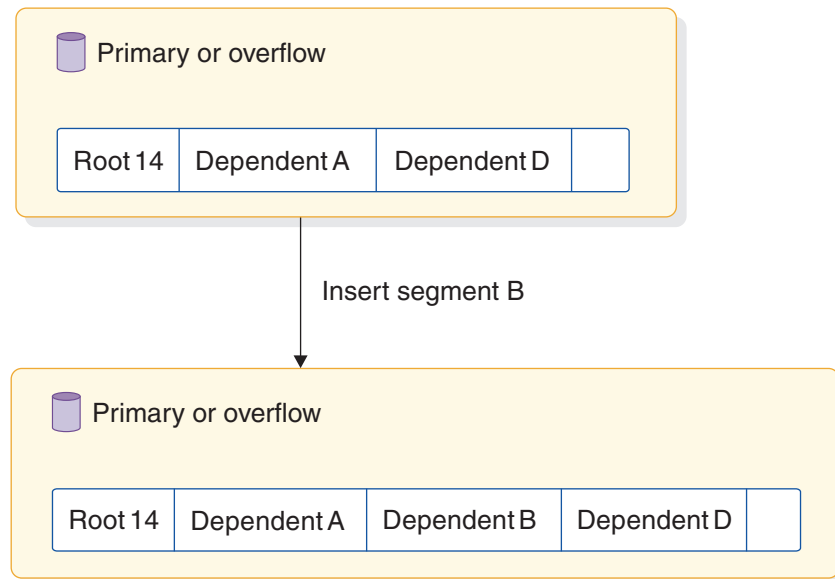 Primary or overflow
Root 14 Dependent A Dependent D
Insert segment B
Primary or overflow
Root 14 Dependent A Dependent B Dependent D